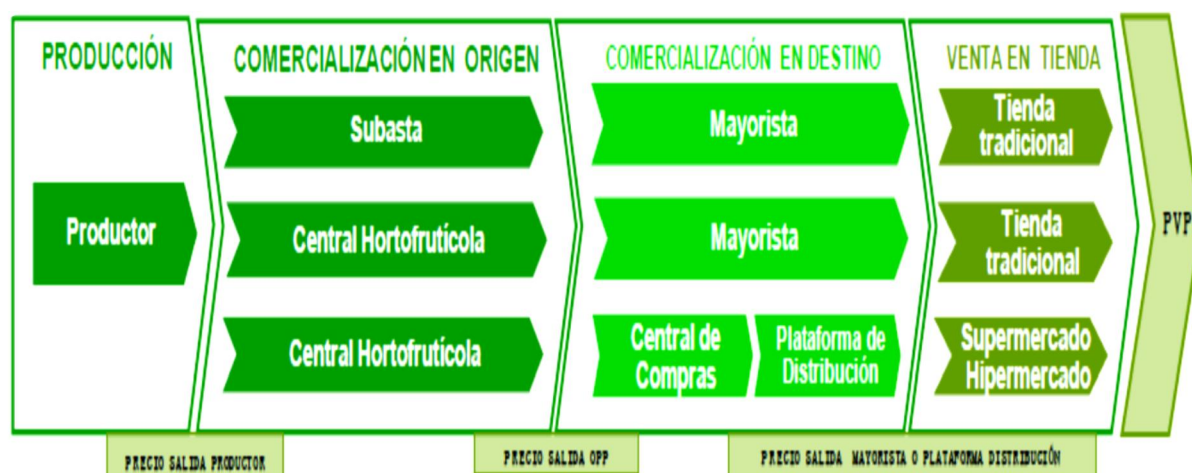 PRODUCCIÓN
COMERCIALIZACIÓN EN ORIGEN
COMERCIALIZACIÓN EN DESTINO
VENTA EN TIENDA
Subasta
Mayorista
Tienda
tradicional
Productor
Central Hortofrutícola
Mayorista
Tienda
tradicional
PVP
Central Hortofrutícola
Central de
Compras
Plataforma de
Distribución
Supermercado
Hipermercado
PRECIO SALIDA PRODUCTOR
PRECIO SALIDA OPP
PRECIO SALIDA MAYORISTA O PLATAFORMA DISTRIBUCIÓN